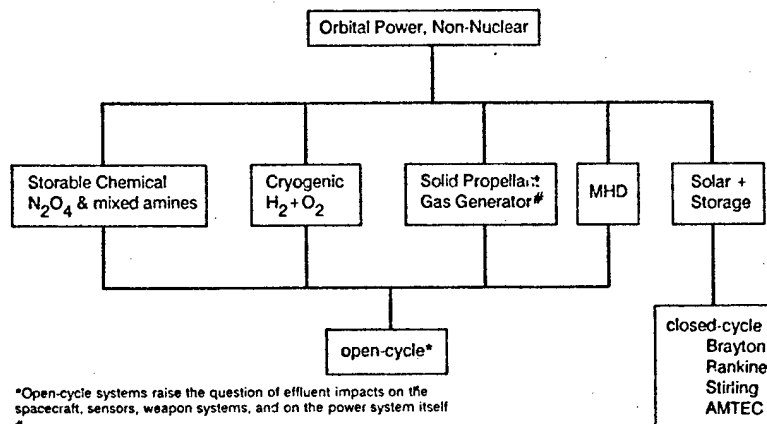 Orbital Power, Non-Nuclear
Storable Chemical
N₂O₄ & mixed amines
Cryogenic
H₂+O₂
Solid Propellant
Gas Generator#
MHD
Solar +
Storage
open-cycle*
closed-cycle
Brayton
Rankine
Stirling
AMTEC
*Open-cycle systems raise the question of effluent impacts on the
spacecraft, sensors, weapon systems, and on the power system itself
#